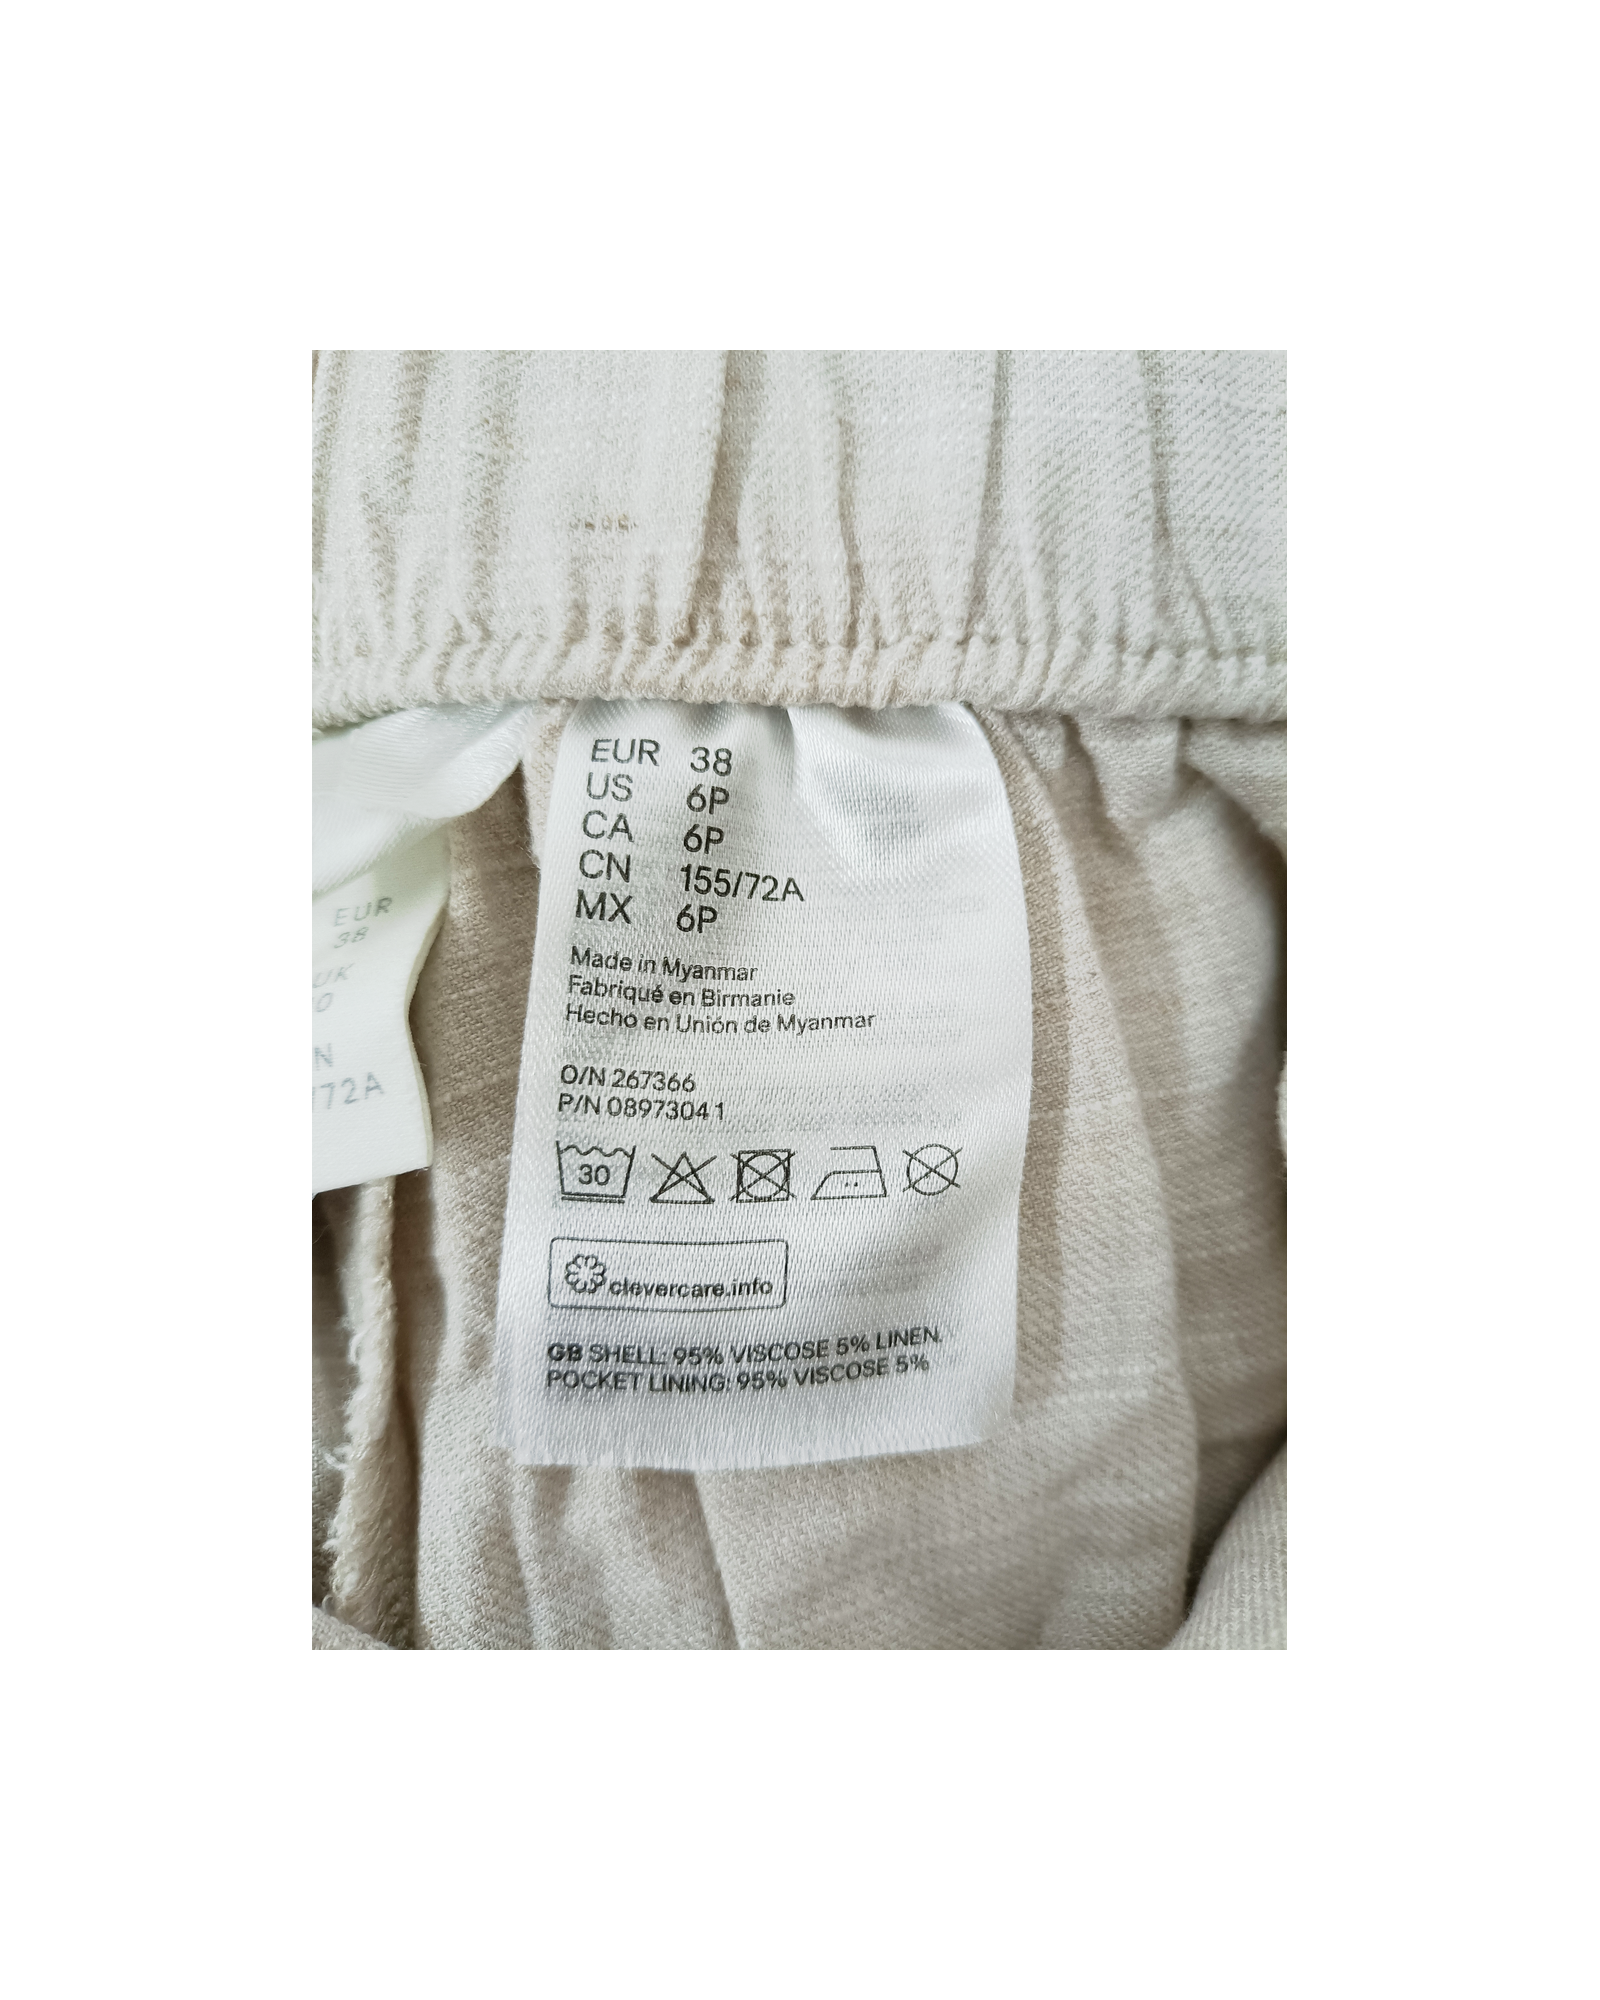 EUR 38
US 6P
CA 6P
CN 155/72A
MX 6P
Made in Myanmar
Fabriqué en Birmanie
Hecho en Unión de Myanmar
O/N 267366
P/N 0897304 1
30
clevercare.info
GB SHELL: 95% VISCOSE 5% LINEN.
POCKET LINING: 95% VISCOSE 5%
EUR
38
UK
/72A